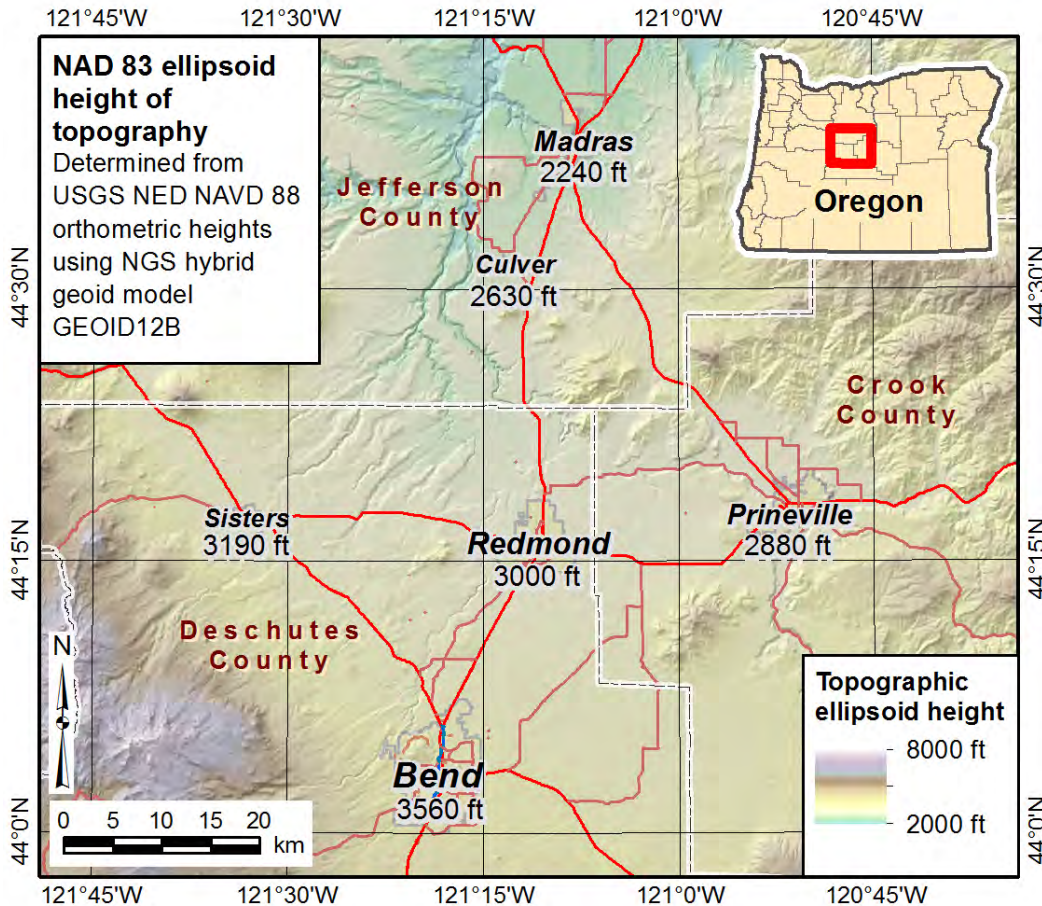 121°45'W 121°30'W 121°15'W 121°0'W 120°45'W
NAD 83 ellipsoid
height of
topography
Determined from
USGS NED NAVD 88
orthometric heights
using NGS hybrid
geoid model
GEOID12B
Oregon
Madras
2240 ft
Jefferson
County
Culver
2630 ft
44°30'N
44°30'N
Crook
County
Sisters
3190 ft
Redmond
3000 ft
Prineville
2880 ft
44°15'N
44°15'N
Deschutes
County
N
Bend
3560 ft
Topographic
ellipsoid height
8000 ft
2000 ft
0 5 10 15 20
km
44°0'N
44°0'N
121°45'W 121°30'W 121°15'W 121°0'W 120°45'W